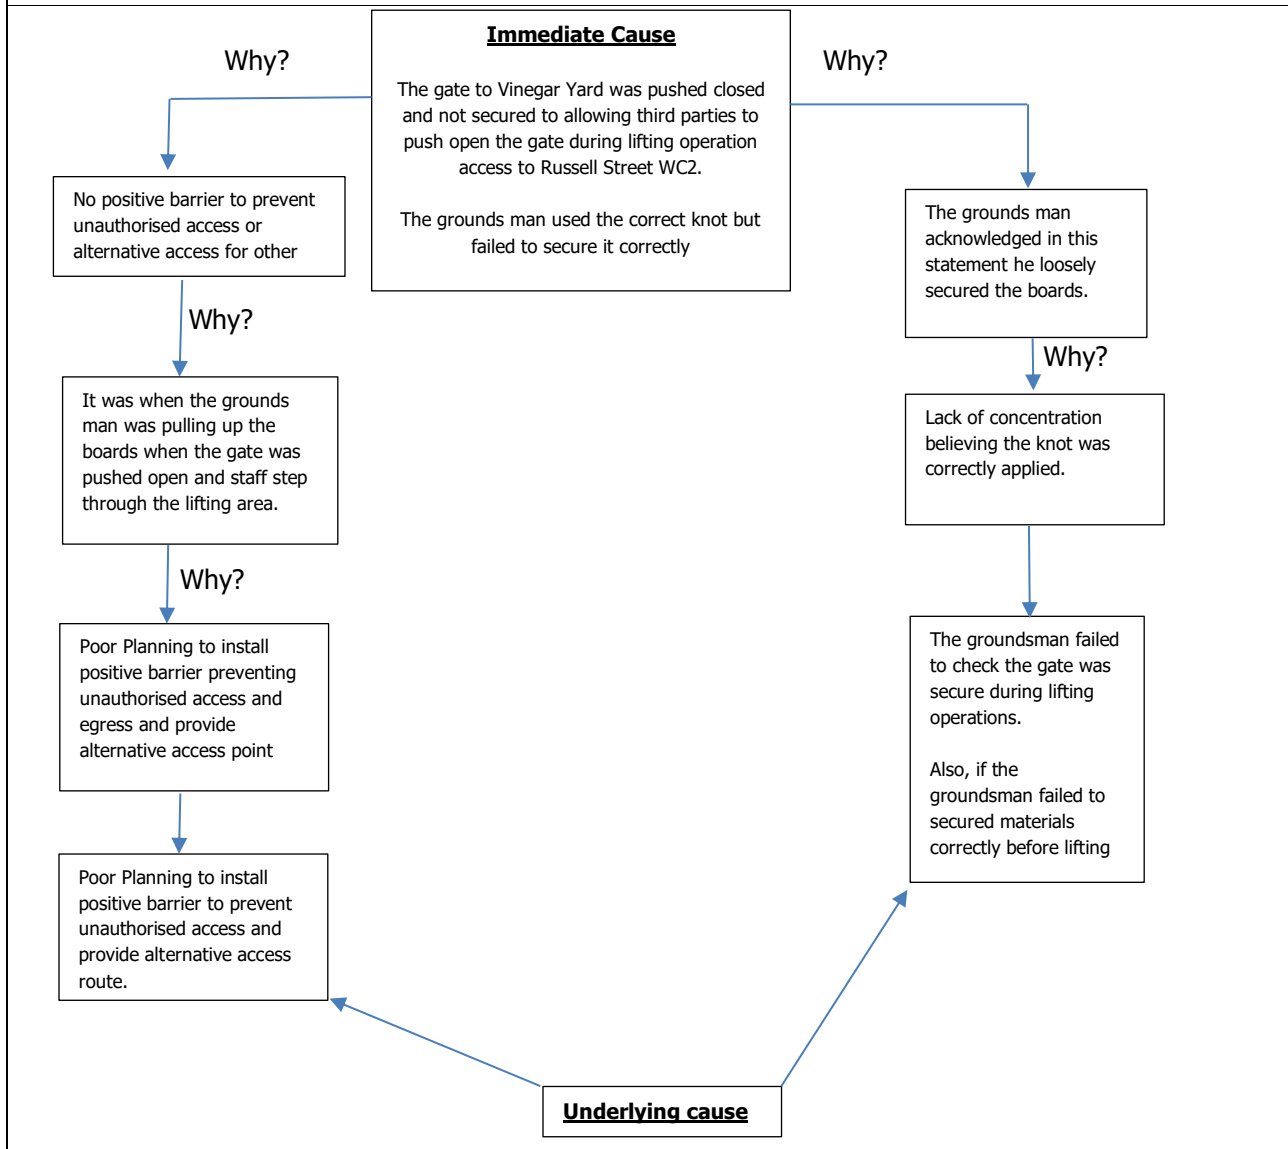 Immediate Cause
Why?
Why?
The gate to Vinegar Yard was pushed closed
and not secured to allowing third parties to
push open the gate during lifting operation
access to Russell Street WC2.
The grounds man used the correct knot but
failed to secure it correctly
No positive barrier to prevent
unauthorised access or
alternative access for other
Why?
It was when the grounds
man was pulling up the
boards when the gate was
pushed open and staff step
through the lifting area.
Why?
Poor Planning to install
positive barrier preventing
unauthorised access and
egress and provide
alternative access point
Poor Planning to install
positive barrier to prevent
unauthorised access and
provide alternative access
route.
The grounds man
acknowledged in this
statement he loosely
secured the boards.
Why?
Lack of concentration
believing the knot was
correctly applied.
The groundsman failed
to check the gate was
secure during lifting
operations.
Also, if the
groundsman failed to
secured materials
correctly before lifting
Underlying cause